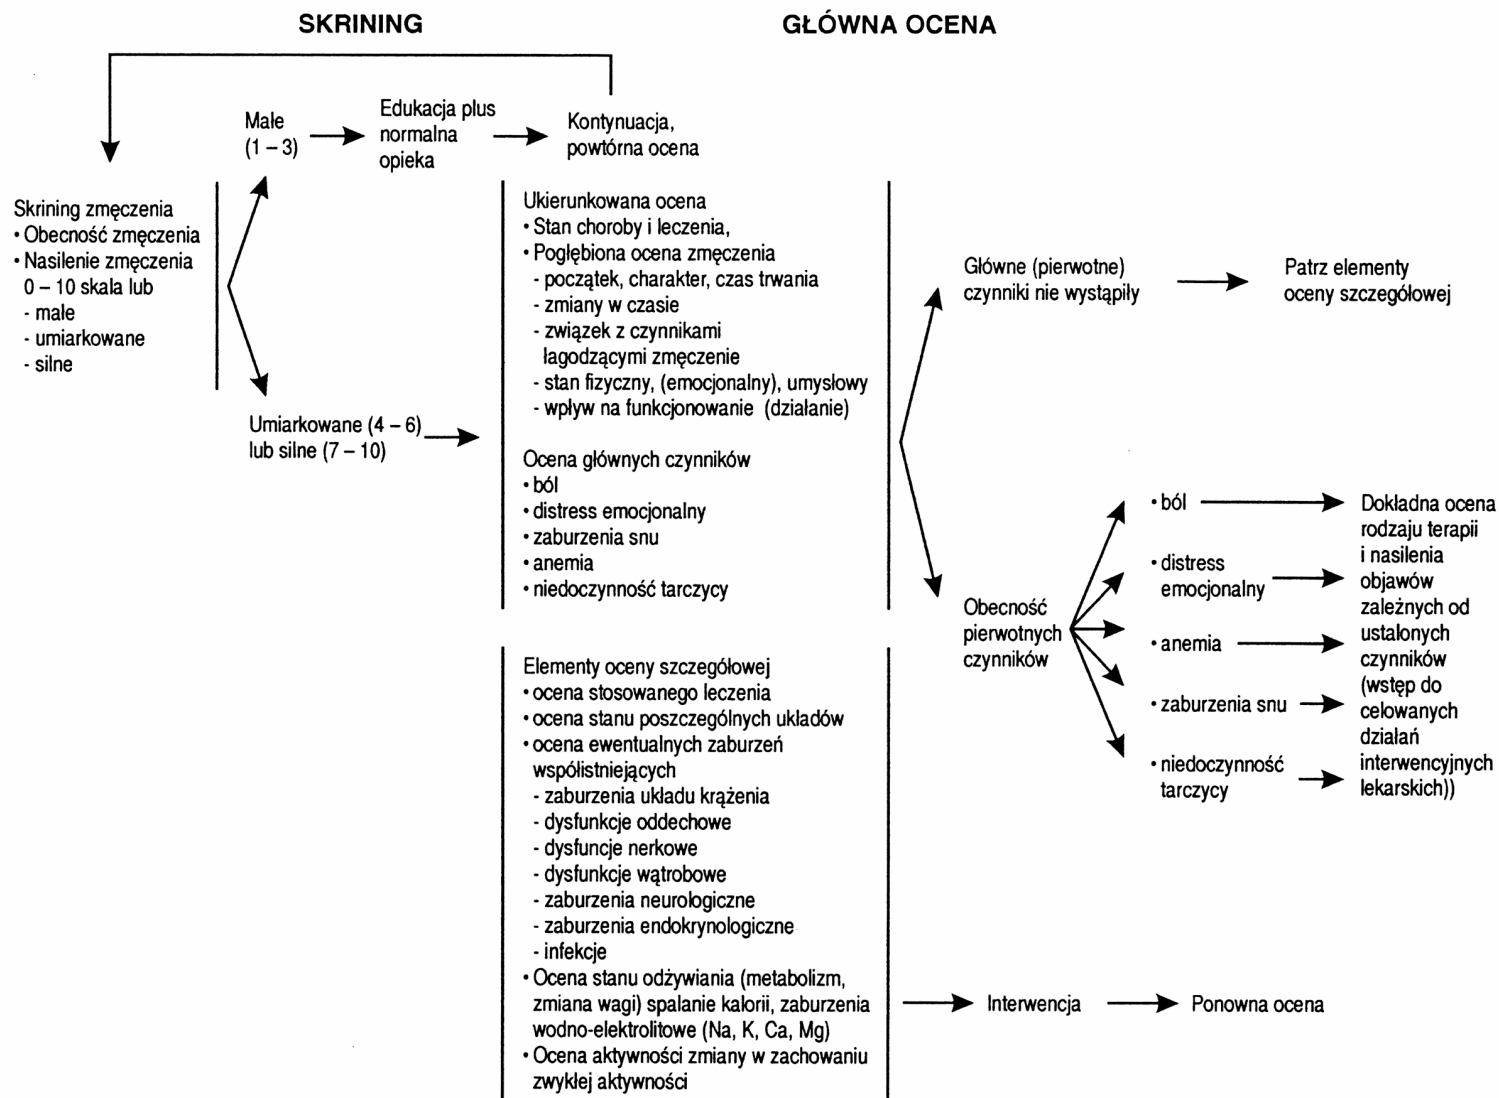 SKRINING
GŁÓWNA OCENA
Małe
(1 – 3)
Edukacja plus
normalna
opieka
Kontynuacja,
powtórna ocena
Skrining zmęczenia
• Obecność zmęczenia
• Nasilenie zmęczenia
0 – 10 skala lub
- małe
- umiarkowane
- silne
Umiarkowane (4 – 6)
lub silne (7 – 10)
Ukierunkowana ocena
• Stan choroby i leczenia,
• Pogłębiona ocena zmęczenia
- początek, charakter, czas trwania
- zmiany w czasie
- związek z czynnikami
łagodzącymi zmęczenie
- stan fizyczny, (emocjonalny), umysłowy
- wpływ na funkcjonowanie (działanie)
Ocena głównych czynników
• ból
• distress emocjonalny
• zaburzenia snu
• anemia
• niedoczynność tarczycy
Główne (pierwotne)
czynniki nie wystąpiły
Patrz elementy
oceny szczegółowej
Obecność
pierwotnych
czynników
• ból
• distress
emocjonalny
• anemia
• zaburzenia snu
• niedoczynność
tarczycy
Dokładna ocena
rodzaju terapii
i nasilenia
objawów
zależnych od
ustalonych
czynników
(wstęp do
celowanych
działań
interwencyjnych
lekarskich))
Elementy oceny szczegółowej
• ocena stosowanego leczenia
• ocena stanu poszczególnych układów
• ocena ewentualnych zaburzeń
współistniejących
- zaburzenia układu krążenia
- dysfunkcje oddechowe
- dysfuncje nerkowe
- dysfunkcje wątrobowe
- zaburzenia neurologiczne
- zaburzenia endokrynologiczne
- infekcje
• Ocena stanu odżywiania (metabolizm,
zmiana wagi) spalanie kalorii, zaburzenia
wodno-elektrolitowe (Na, K, Ca, Mg)
• Ocena aktywności zmiany w zachowaniu
zwykłej aktywności
Interwencja
Ponowna ocena